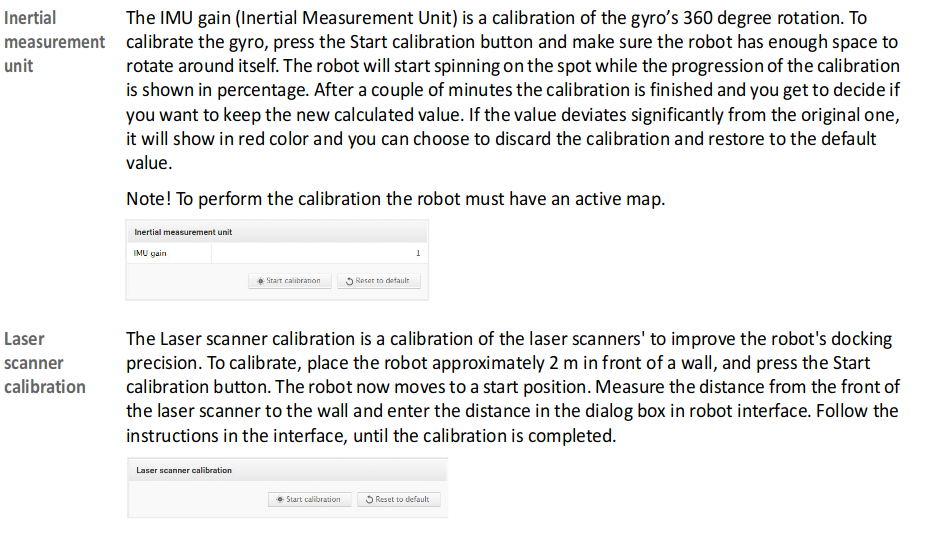 Inertial
measurement
unit
The IMU gain (Inertial Measurement Unit) is a calibration of the gyro’s 360 degree rotation. To
calibrate the gyro, press the Start calibration button and make sure the robot has enough space to
rotate around itself. The robot will start spinning on the spot while the progression of the calibration
is shown in percentage. After a couple of minutes the calibration is finished and you get to decide if
you want to keep the new calculated value. If the value deviates significantly from the original one,
it will show in red color and you can choose to discard the calibration and restore to the default
value.
Note! To perform the calibration the robot must have an active map.
Inertial measurement unit
IMU gain 1
Start calibration Reset to default
Laser
scanner
calibration
The Laser scanner calibration is a calibration of the laser scanners' to improve the robot's docking
precision. To calibrate, place the robot approximately 2 m in front of a wall, and press the Start
calibration button. The robot now moves to a start position. Measure the distance from the front of
the laser scanner to the wall and enter the distance in the dialog box in robot interface. Follow the
instructions in the interface, until the calibration is completed.
Laser scanner calibration
Start calibration Reset to default